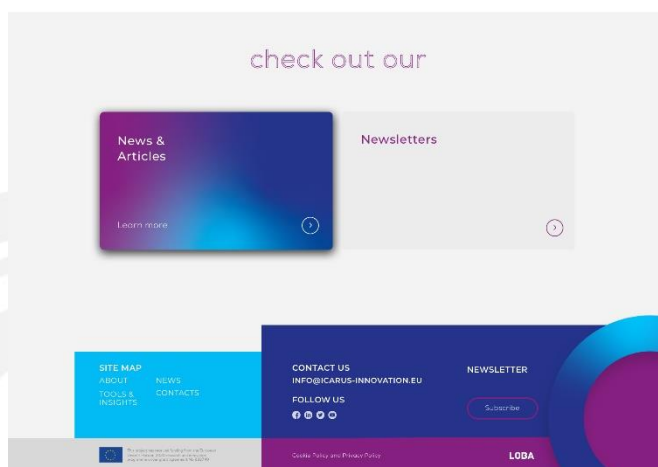 check out our
News &
Articles
Newsletters
Learn more
SITE MAP
ABOUT NEWS
TOOLS & CONTACTS
INSIGHTS
CONTACT US
INFO@ICARUS-INNOVATION.EU
FOLLOW US
NEWSLETTER
Subscribe
Cookie Policy and Privacy Policy
LOBA